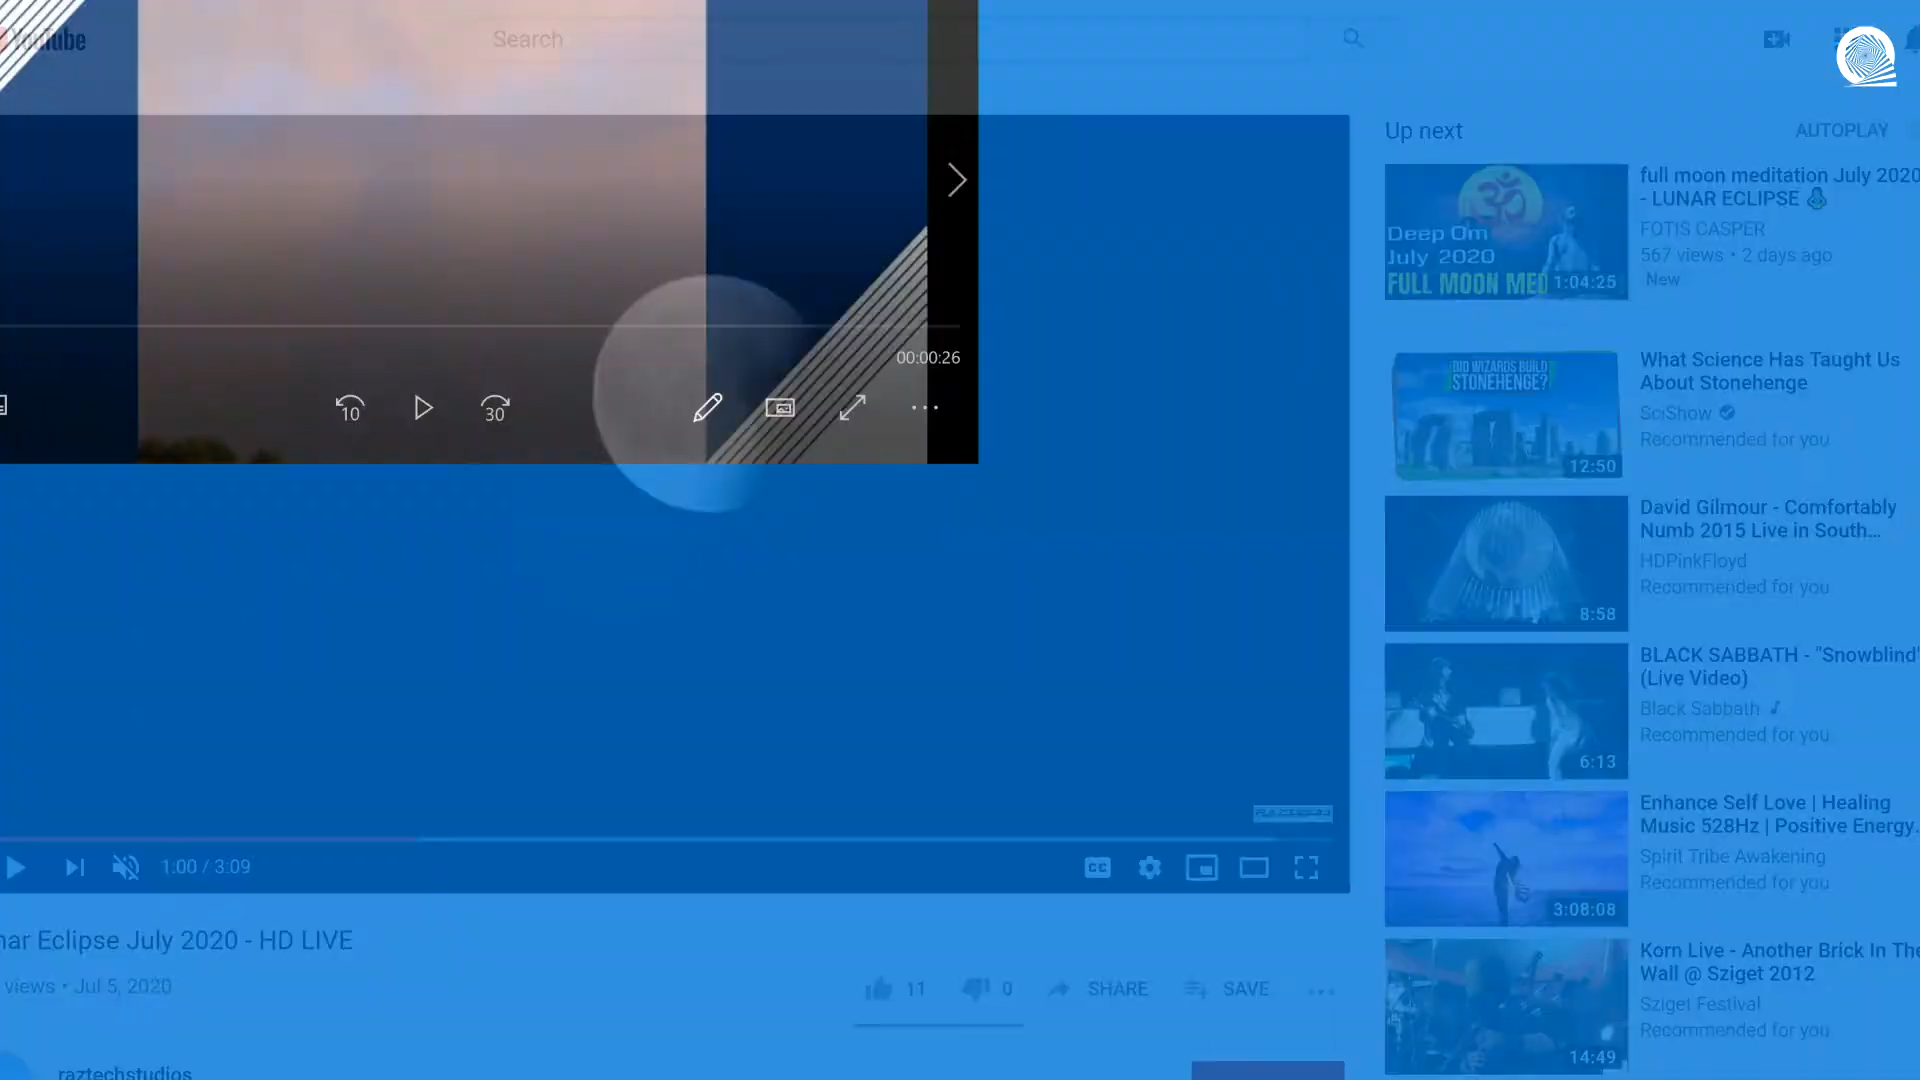 YouTube
Search
00:00:26
10
30
CC
1:00 / 3:09
nar Eclipse July 2020 - HD LIVE
views • Jul 5, 2020
11
0
SHARE
SAVE
raztechstudios
Up next
AUTOPLAY
Deep Om
July 2020
FULL MOON MED
1:04:25
full moon meditation July 2020
- LUNAR ECLIPSE
FOTIS CASPER
567 views • 2 days ago
New
DID WIZARDS BUILD
STONEHENGE?
12:50
What Science Has Taught Us
About Stonehenge
SciShow
Recommended for you
8:58
David Gilmour - Comfortably
Numb 2015 Live in South...
HDPinkFloyd
Recommended for you
6:13
BLACK SABBATH - "Snowblind"
(Live Video)
Black Sabbath
Recommended for you
3:08:08
Enhance Self Love | Healing
Music 528Hz | Positive Energy
Spirit Tribe Awakening
Recommended for you
14:49
Korn Live - Another Brick In The
Wall @ Sziget 2012
Sziget Festival
Recommended for you